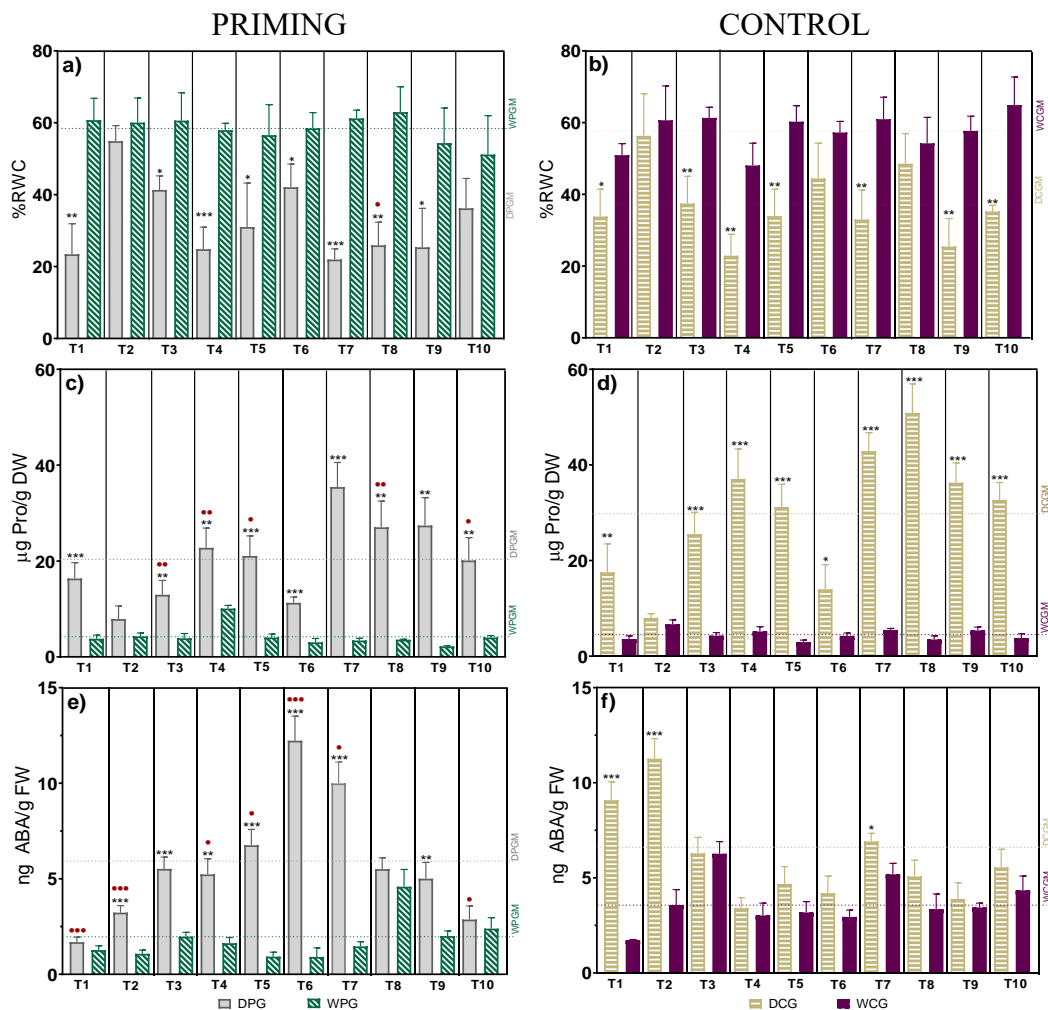 PRIMING CONTROL
a)
%RWC
80
60
40
20
0
** * *** * * *** ** *
WPGM
DPGM
T1 T2 T3 T4 T5 T6 T7 T8 T9 T10
b)
%RWC
80
60
40
20
0
* ** ** ** ** ** **
WCGM
DCGM
T1 T2 T3 T4 T5 T6 T7 T8 T9 T10
c)
µg Pro/g DW
60
40
20
0
*** ** ** *** *** *** ** ** **
DPGM
WPGM
T1 T2 T3 T4 T5 T6 T7 T8 T9 T10
d)
µg Pro/g DW
60
40
20
0
** *** *** *** * *** *** *** ***
DCGM
WCGM
T1 T2 T3 T4 T5 T6 T7 T8 T9 T10
e)
ng ABA/g FW
15
10
5
0
*** *** ** *** *** *** **
DPGM
WPGM
T1 T2 T3 T4 T5 T6 T7 T8 T9 T10
DPG WPG
f)
ng ABA/g FW
15
10
5
0
*** *** *
DCGM
WCGM
T1 T2 T3 T4 T5 T6 T7 T8 T9 T10
DCG WCG